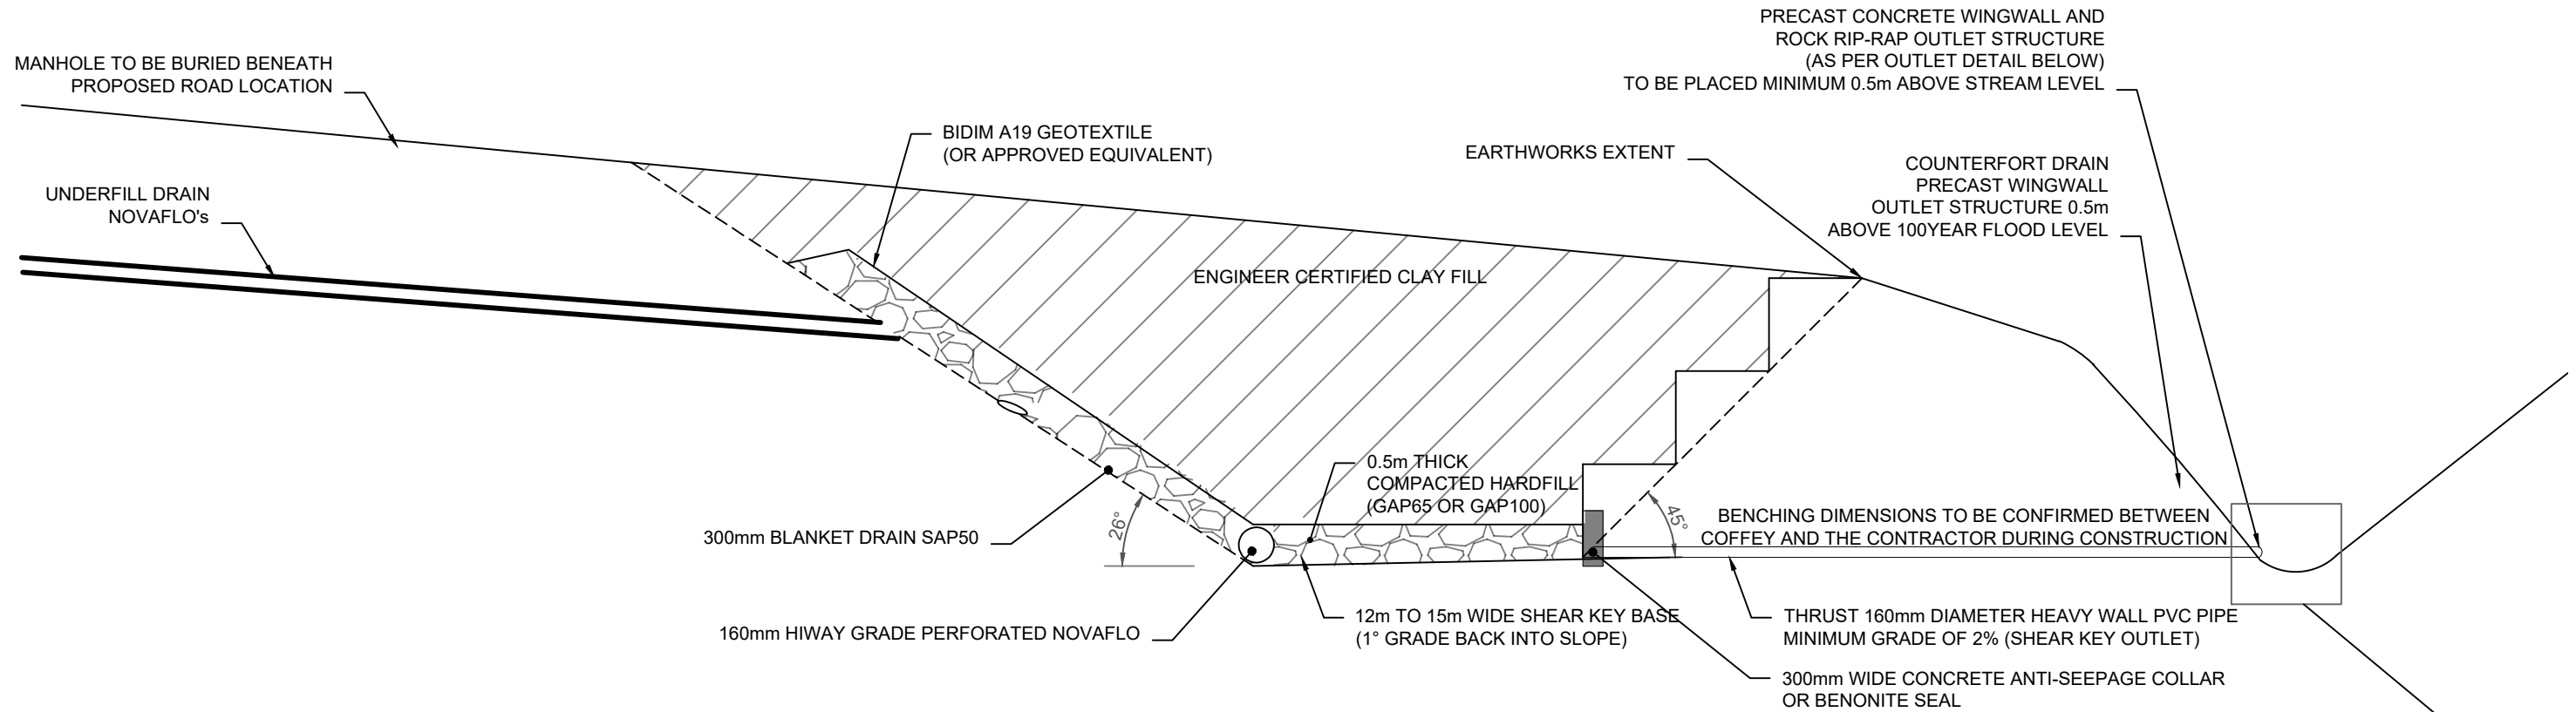 PRECAST CONCRETE WINGWALL AND
ROCK RIP-RAP OUTLET STRUCTURE
(AS PER OUTLET DETAIL BELOW)
TO BE PLACED MINIMUM 0.5m ABOVE STREAM LEVEL
MANHOLE TO BE BURIED BENEATH
PROPOSED ROAD LOCATION
BIDIM A19 GEOTEXTILE
(OR APPROVED EQUIVALENT)
EARTHWORKS EXTENT
COUNTERFORT DRAIN
PRECAST WINGWALL
OUTLET STRUCTURE 0.5m
ABOVE 100YEAR FLOOD LEVEL
UNDERFILL DRAIN
NOVAFLO's
ENGINEER CERTIFIED CLAY FILL
0.5m THICK
COMPACTED HARDFILL
(GAP65 OR GAP100)
26°
45°
BENCHING DIMENSIONS TO BE CONFIRMED BETWEEN
COFFEY AND THE CONTRACTOR DURING CONSTRUCTION
300mm BLANKET DRAIN SAP50
160mm HIWAY GRADE PERFORATED NOVAFLO
12m TO 15m WIDE SHEAR KEY BASE
(1° GRADE BACK INTO SLOPE)
THRUST 160mm DIAMETER HEAVY WALL PVC PIPE
MINIMUM GRADE OF 2% (SHEAR KEY OUTLET)
300mm WIDE CONCRETE ANTI-SEEPAGE COLLAR
OR BENONITE SEAL